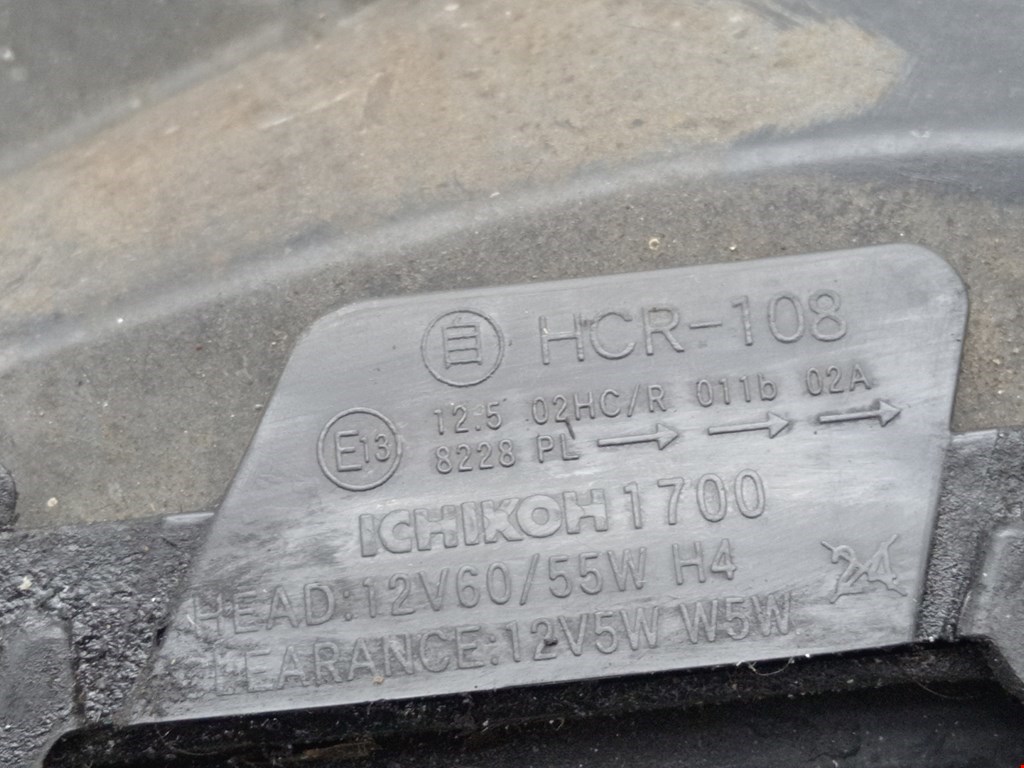 自 HCR-108
E13 12.5 02HC/R 011b 02A
8228 PL → → →
ICHIKOH 1700
HEAD:12V60/55W H4
LEARANCE:12V5W W5W